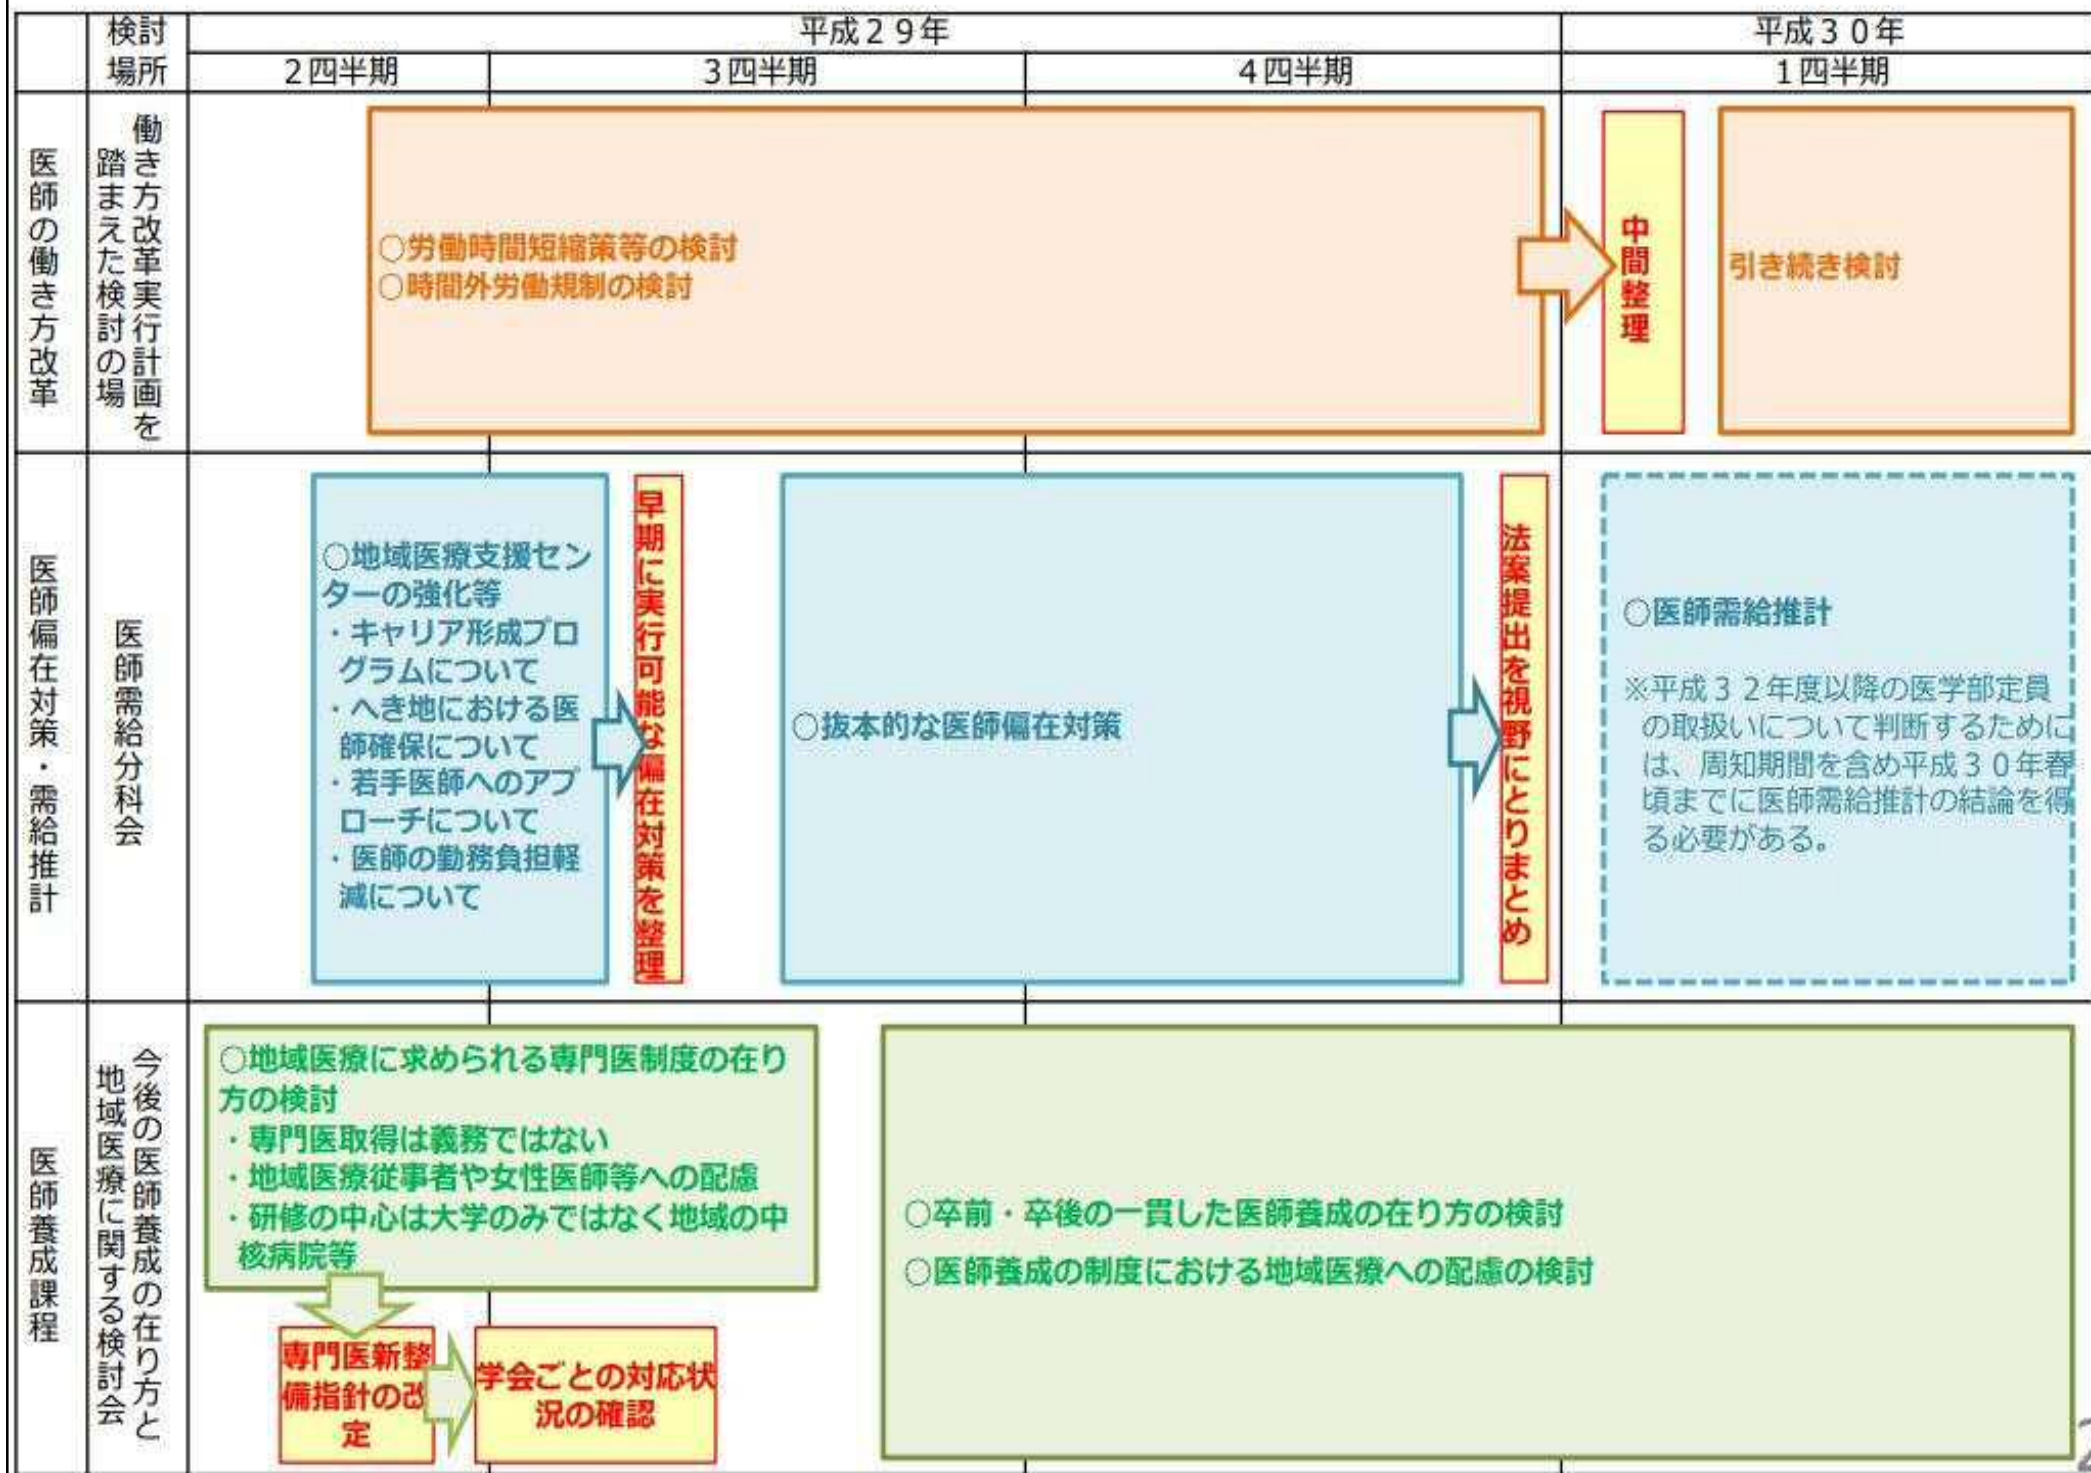 検討
場所
平成２９年
平成３０年
２四半期
３四半期
４四半期
１四半期
医師の働き方改革
働き方改革実行計画を
踏まえた検討の場
○労働時間短縮策等の検討
○時間外労働規制の検討
中間整理
引き続き検討
医師偏在対策・需給推計
医師需給分科会
○地域医療支援セン
ターの強化等
・キャリア形成プロ
グラムについて
・へき地における医
師確保について
・若手医師へのアプ
ローチについて
・医師の勤務負担軽
減について
早期に実行可能な偏在対策を整理
○抜本的な医師偏在対策
法案提出を視野にとりまとめ
○医師需給推計
※平成３２年度以降の医学部定員
の取扱いについて判断するために
は、周知期間を含め平成３０年春
頃までに医師需給推計の結論を得
る必要がある。
医師養成課程
今後の医師養成の在り方と
地域医療に関する検討会
○地域医療に求められる専門医制度の在り
方の検討
・専門医取得は義務ではない
・地域医療従事者や女性医師等への配慮
・研修の中心は大学のみではなく地域の中
核病院等
専門医新整
備指針の改
定
学会ごとの対応状
況の確認
○卒前・卒後の一貫した医師養成の在り方の検討
○医師養成の制度における地域医療への配慮の検討